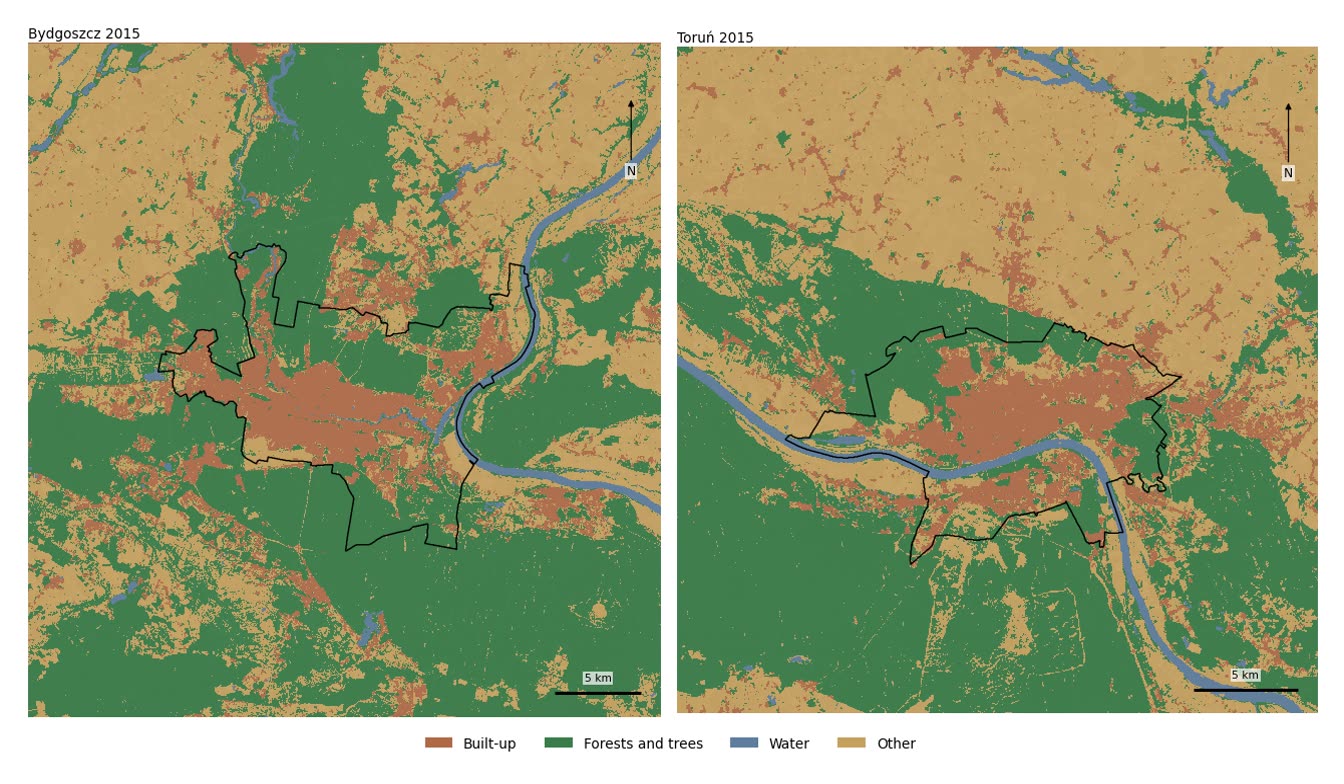 Bydgoszcz 2015
Toruń 2015
N
N
5 km
5 km
Built-up
Forests and trees
Water
Other